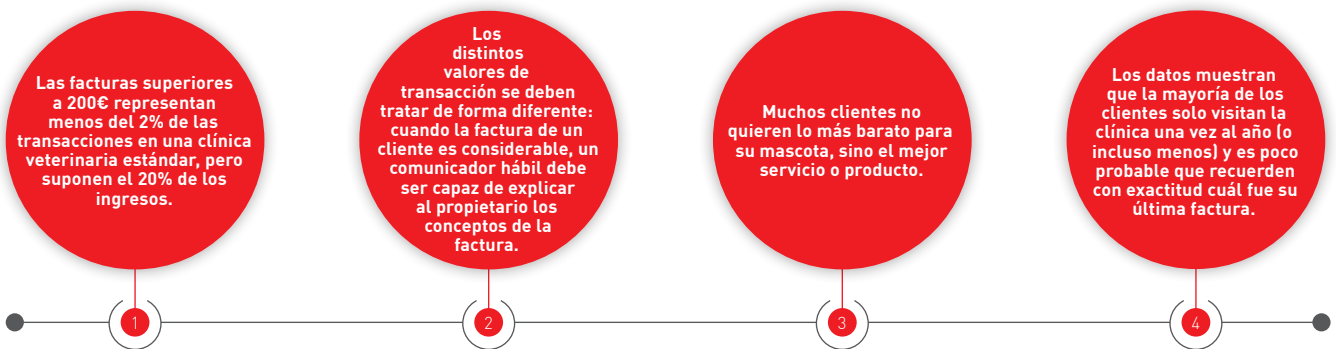 Las facturas superiores
a 200€ representan
menos del 2% de las
transacciones en una clínica
veterinaria estándar, pero
suponen el 20% de los
ingresos.
Los
distintos
valores de
transacción se deben
tratar de forma diferente:
cuando la factura de un
cliente es considerable, un
comunicador hábil debe
ser capaz de explicar
al propietario los
conceptos de la
factura.
Muchos clientes no
quieren lo más barato para
su mascota, sino el mejor
servicio o producto.
Los datos muestran
que la mayoría de los
clientes solo visitan la
clínica una vez al año (o
incluso menos) y es poco
probable que recuerden
con exactitud cuál fue su
última factura.
1
2
3
4